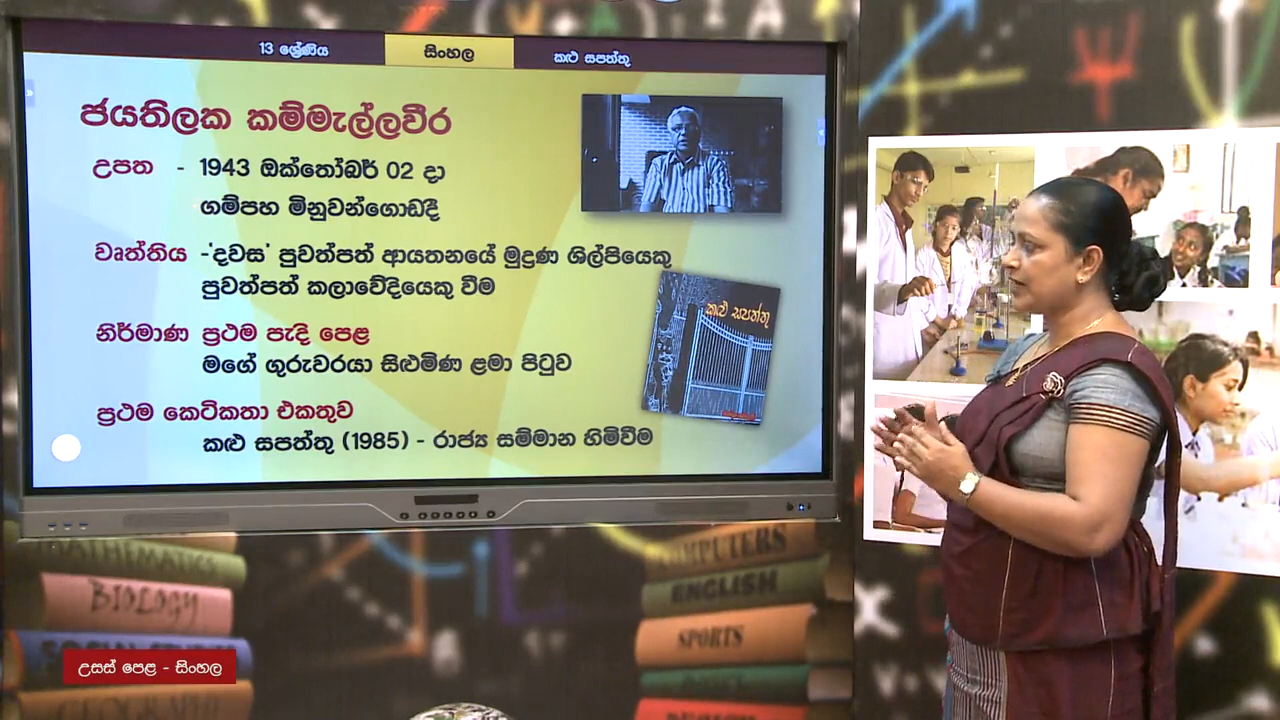 13 ශ්‍රේණිය
සිංහල
කළු සපත්තු
ජයතිලක කම්මැල්ලවීර
උපත - 1943 ඔක්තෝබර් 02 දා
ගම්පහ මිනුවන්ගොඩදී
වෘත්තිය -'දවස' පුවත්පත් ආයතනයේ මුද්‍රණ ශිල්පියෙකු
පුවත්පත් කලාවේදියෙකු වීම
නිර්මාණ ප්‍රථම පැදි පෙළ
මගේ ගුරුවරයා සිළුමිණ ළමා පිටුව
ප්‍රථම කෙටිකතා එකතුව
කළු සපත්තු (1985) - රාජ්‍ය සම්මාන හිමිවීම
කළු සපත්තු
MATHEMATICS
BIOLOGY
GEOGRAPHY
COMPUTERS
ENGLISH
SPORTS
උසස් පෙළ - සිංහල